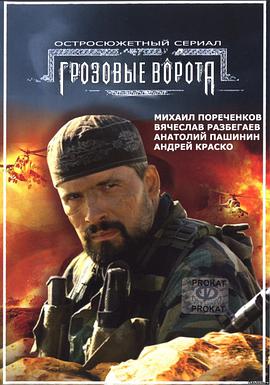 ОСТРОСЮЖЕТНЫЙ СЕРИАЛ
ГРОЗОВЫЕ ВОРОТА
МИХАИЛ ПОРЕЧЕНКОВ
ВЯЧЕСЛАВ РАЗБЕГАЕВ
АНАТОЛИЙ ПАШИНИН
АНДРЕЙ КРАСКО
PROKAT
PROKAT